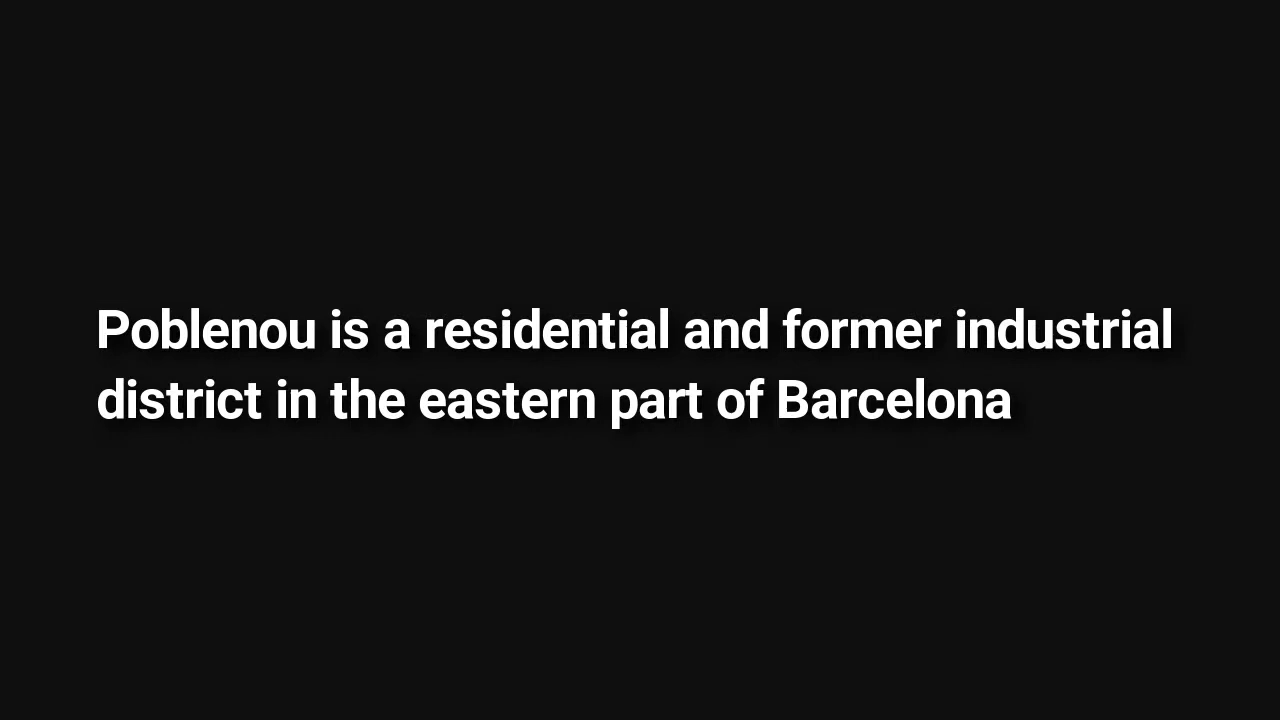 Poblenou is a residential and former industrial
district in the eastern part of Barcelona